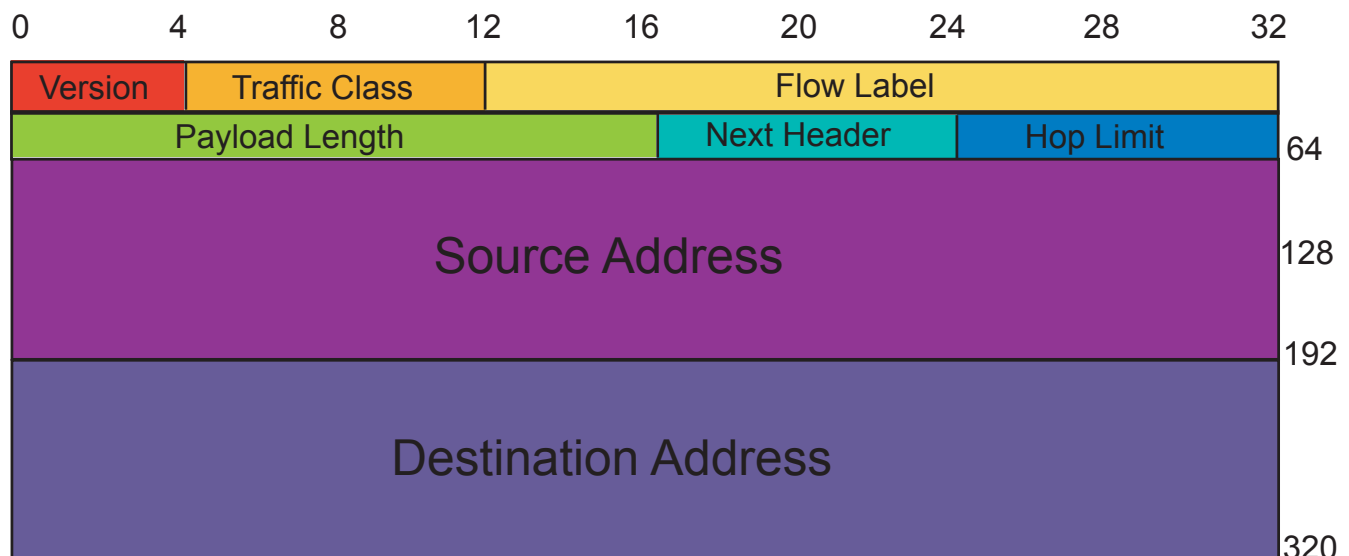 0 4 8 12 16 20 24 28 32
Version Traffic Class Flow Label
Payload Length Next Header Hop Limit 64
Source Address 128
192
Destination Address
320